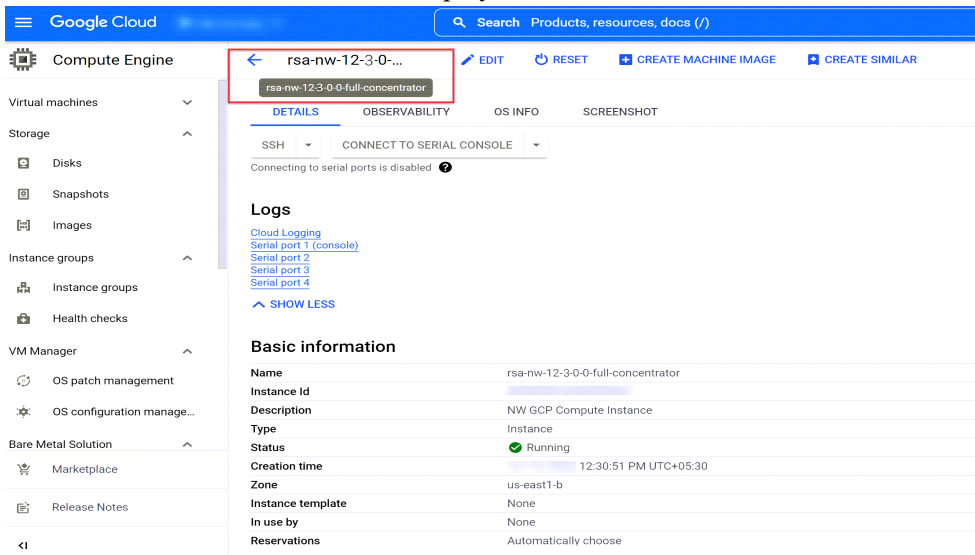 Google Cloud
Search Products, resources, docs (/)
Compute Engine
rsa-nw-12-3-0-...
EDIT
RESET
CREATE MACHINE IMAGE
CREATE SIMILAR
rsa-nw-12-3-0-0-full-concentrator
Virtual machines
Storage
Disks
Snapshots
Images
Instance groups
Instance groups
Health checks
VM Manager
OS patch management
OS configuration manage...
Bare Metal Solution
Marketplace
Release Notes
DETAILS
OBSERVABILITY
OS INFO
SCREENSHOT
SSH
CONNECT TO SERIAL CONSOLE
Connecting to serial ports is disabled
Logs
Cloud Logging
Serial port 1 (console)
Serial port 2
Serial port 3
Serial port 4
SHOW LESS
Basic information
Name rsa-nw-12-3-0-0-full-concentrator
Instance Id
Description NW GCP Compute Instance
Type Instance
Status Running
Creation time 12:30:51 PM UTC+05:30
Zone us-east1-b
Instance template None
In use by None
Reservations Automatically choose